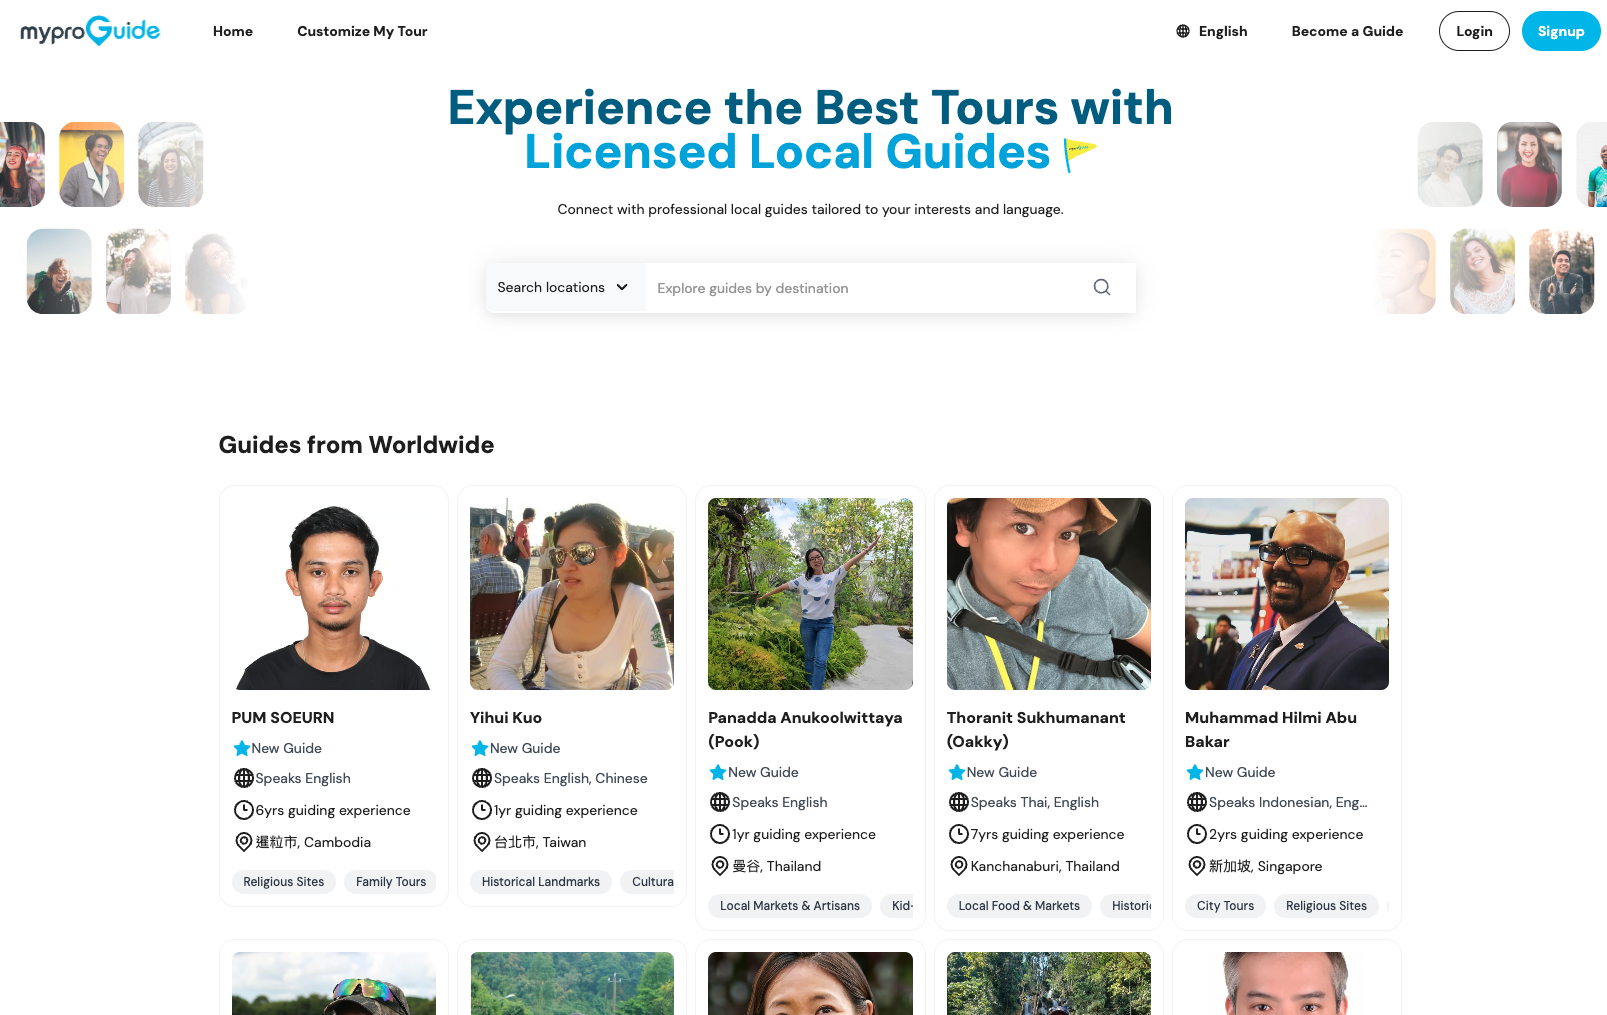 myproGuide
Home
Customize My Tour
English
Become a Guide
Login
Signup
Experience the Best Tours with
Licensed Local Guides
Connect with professional local guides tailored to your interests and language.
Search locations
Explore guides by destination
Guides from Worldwide
PUM SOEURN
New Guide
Speaks English
6yrs guiding experience
暹粒市, Cambodia
Religious Sites
Family Tours
Yihui Kuo
New Guide
Speaks English, Chinese
1yr guiding experience
台北市, Taiwan
Historical Landmarks
Cultura
Panadda Anukoolwittaya
(Pook)
New Guide
Speaks English
1yr guiding experience
曼谷, Thailand
Local Markets & Artisans
Kid-
Thoranit Sukhumanant
(Oakky)
New Guide
Speaks Thai, English
7yrs guiding experience
Kanchanaburi, Thailand
Local Food & Markets
Historic
Muhammad Hilmi Abu
Bakar
New Guide
Speaks Indonesian, Eng...
2yrs guiding experience
新加坡, Singapore
City Tours
Religious Sites